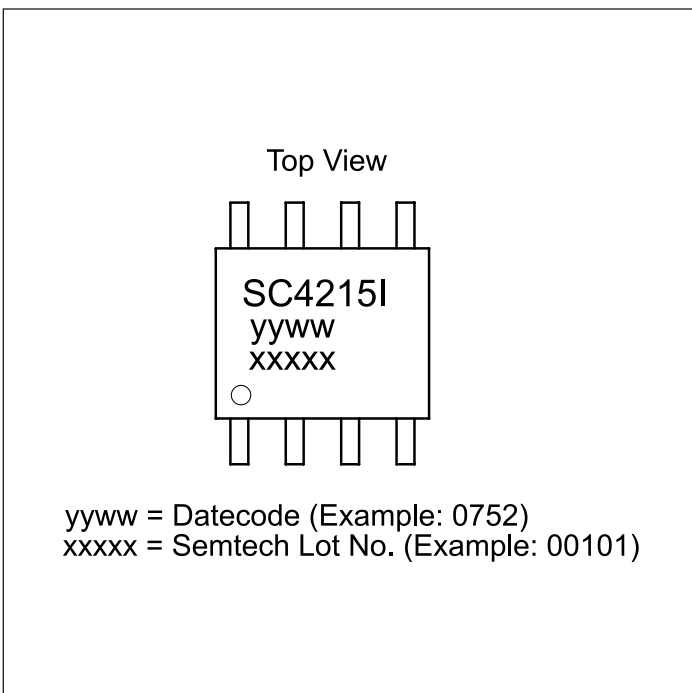 Top View
SC4215I
yyww
xxxxx
yyww = Datecode (Example: 0752)
xxxxx = Semtech Lot No. (Example: 00101)